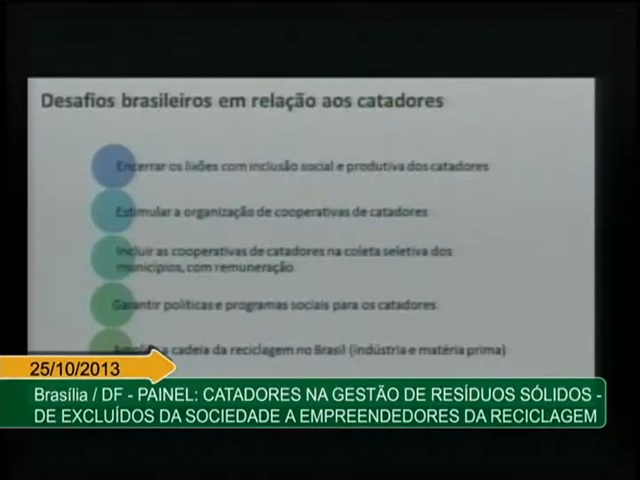 Desafios brasileiros em relação aos catadores
Encerrar os lixões com inclusão social e produtiva dos catadores
Estimular a organização de cooperativas de catadores
Incluir as cooperativas de catadores na coleta seletiva dos
municípios, com remuneração
Garantir políticas e programas sociais para os catadores
a cadeia da reciclagem no Brasil (indústria e matéria prima)
25/10/2013
Brasília / DF - PAINEL: CATADORES NA GESTÃO DE RESÍDUOS SÓLIDOS -
DE EXCLUÍDOS DA SOCIEDADE A EMPREENDEDORES DA RECICLAGEM